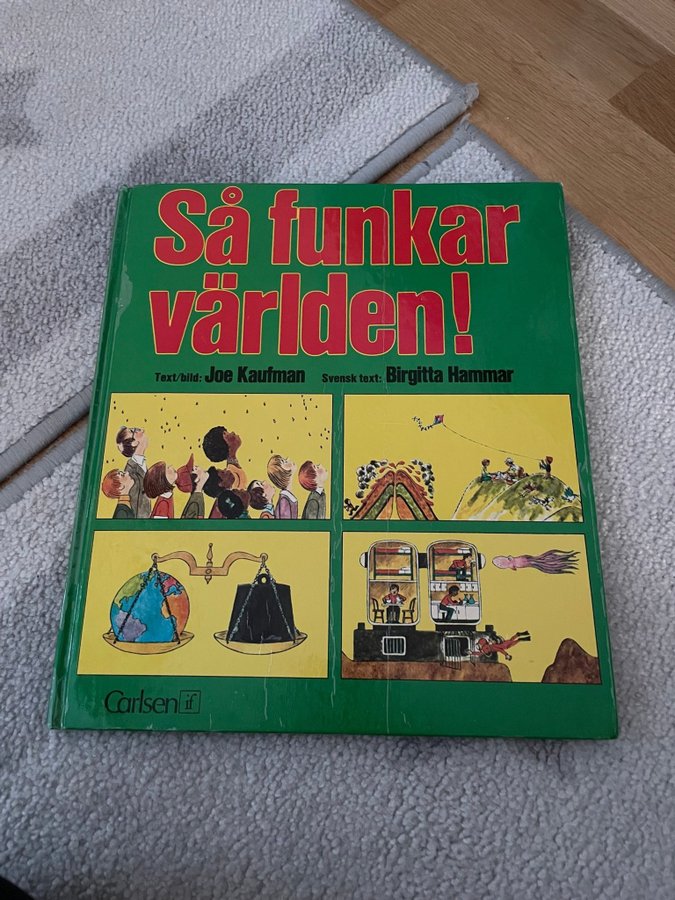 Så funkar
världen!
Text/bild: Joe Kaufman Svensk text: Birgitta Hammar
Carlsen if